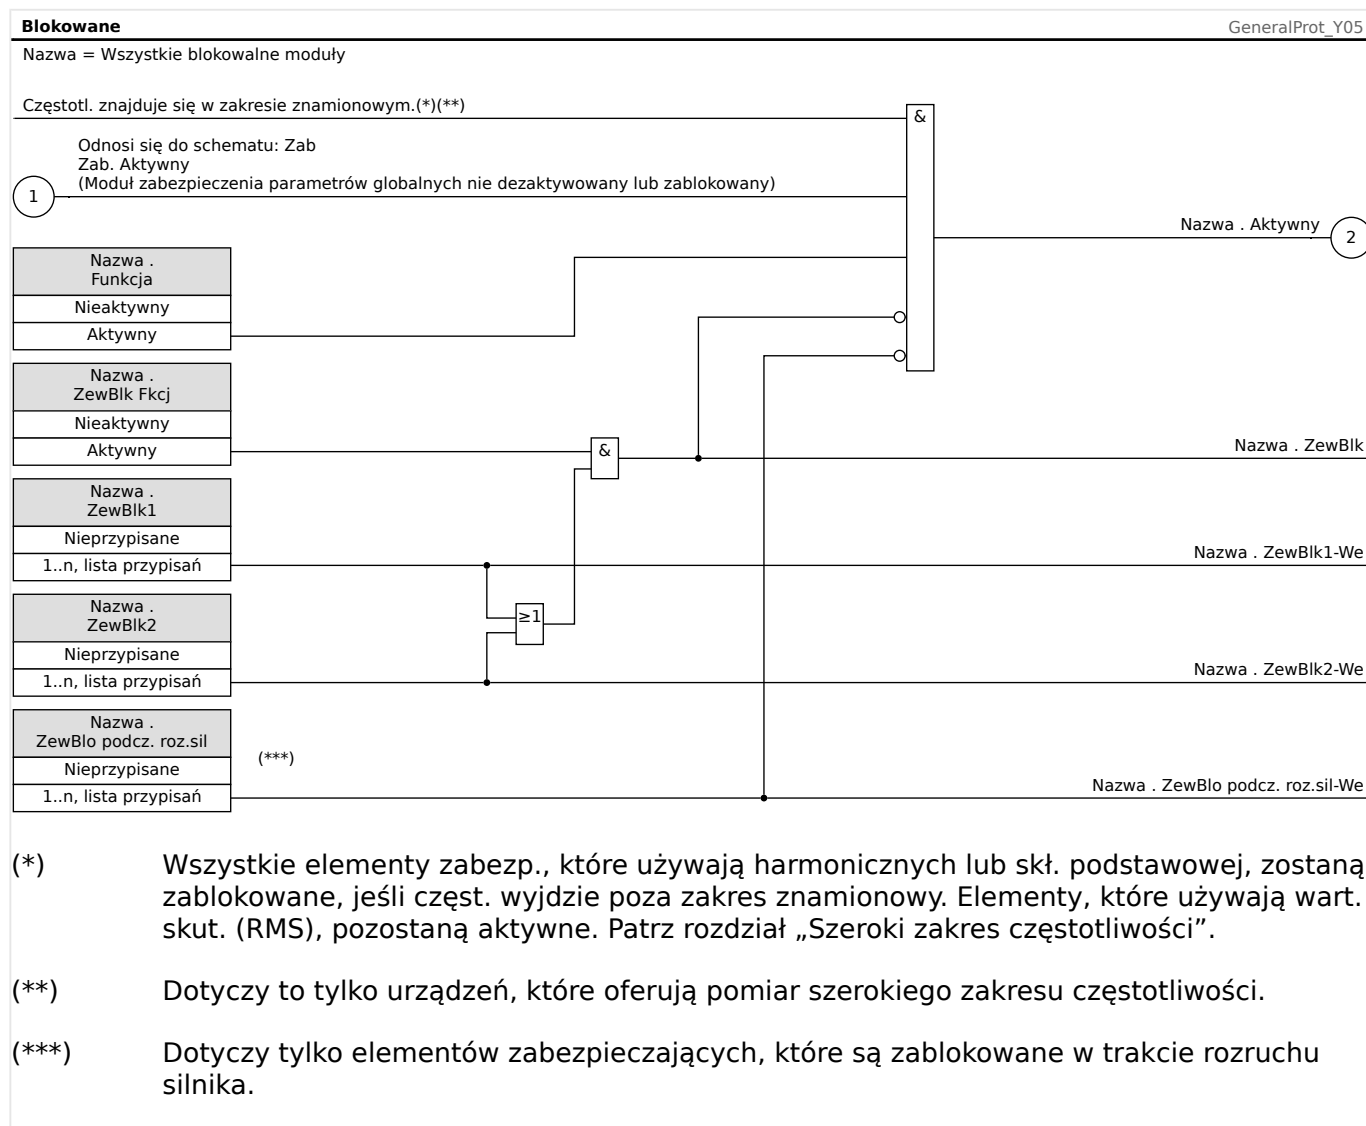 Blokowane
GeneralProt_Y05
Nazwa = Wszystkie blokowalne moduły
Częstotl. znajduje się w zakresie znamionowym.(*)(**)
&
Odnosi się do schematu: Zab
Zab. Aktywny
(Moduł zabezpieczenia parametrów globalnych nie dezaktywowany lub zablokowany)
1
Nazwa . Aktywny
2
Nazwa .
Funkcja
Nieaktywny
Aktywny
Nazwa .
ZewBlk Fkcj
Nieaktywny
Aktywny
&
Nazwa . ZewBlk
Nazwa .
ZewBlk1
Nieprzypisane
1..n, lista przypisań
Nazwa . ZewBlk1-We
≥1
Nazwa .
ZewBlk2
Nieprzypisane
1..n, lista przypisań
Nazwa . ZewBlk2-We
Nazwa .
ZewBlo podcz. roz.sil
Nieprzypisane
1..n, lista przypisań
(***)
Nazwa . ZewBlo podcz. roz.sil-We
(*) Wszystkie elementy zabezp., które używają harmonicznych lub skł. podstawowej, zostaną
zablokowane, jeśli częst. wyjdzie poza zakres znamionowy. Elementy, które używają wart.
skut. (RMS), pozostaną aktywne. Patrz rozdział „Szeroki zakres częstotliwości”.
(**) Dotyczy to tylko urządzeń, które oferują pomiar szerokiego zakresu częstotliwości.
(***) Dotyczy tylko elementów zabezpieczających, które są zablokowane w trakcie rozruchu
silnika.